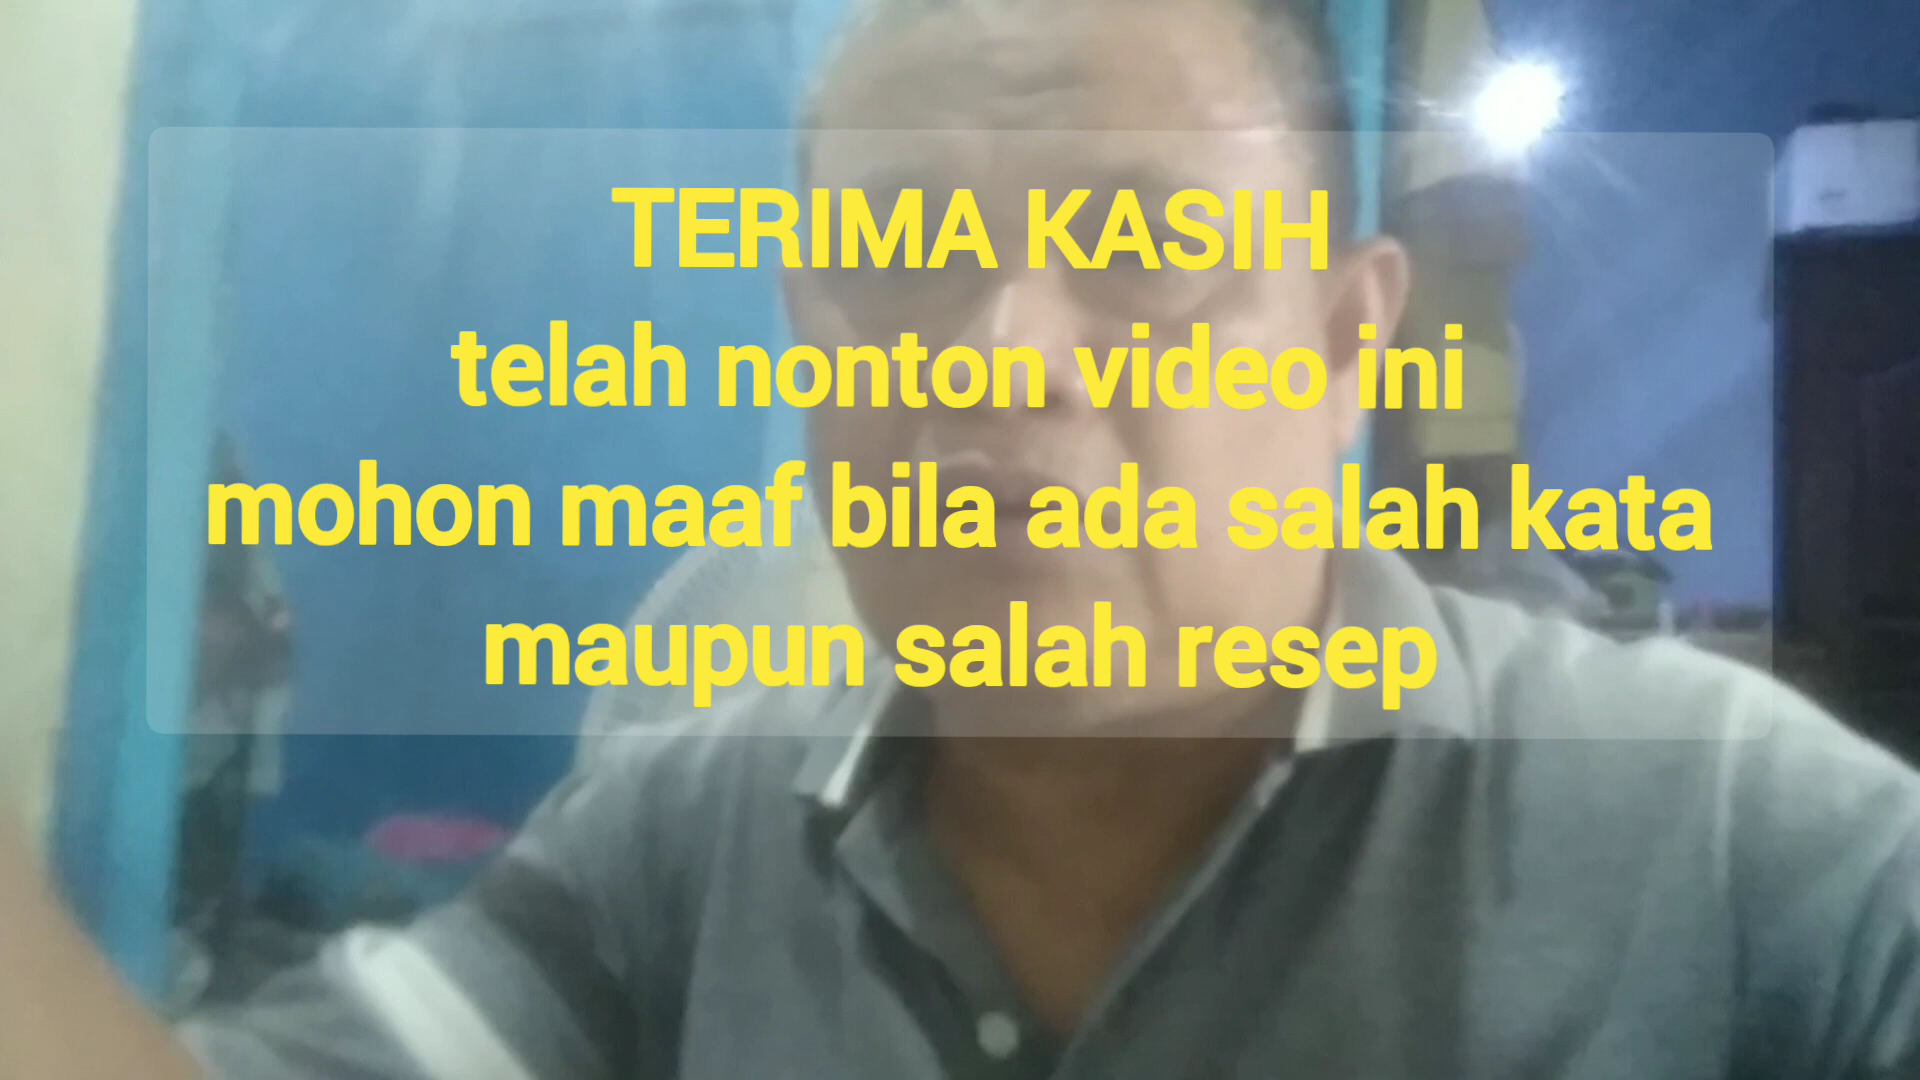 TERIMA KASIH
telah nonton video ini
mohon maaf bila ada salah kata
maupun salah resep